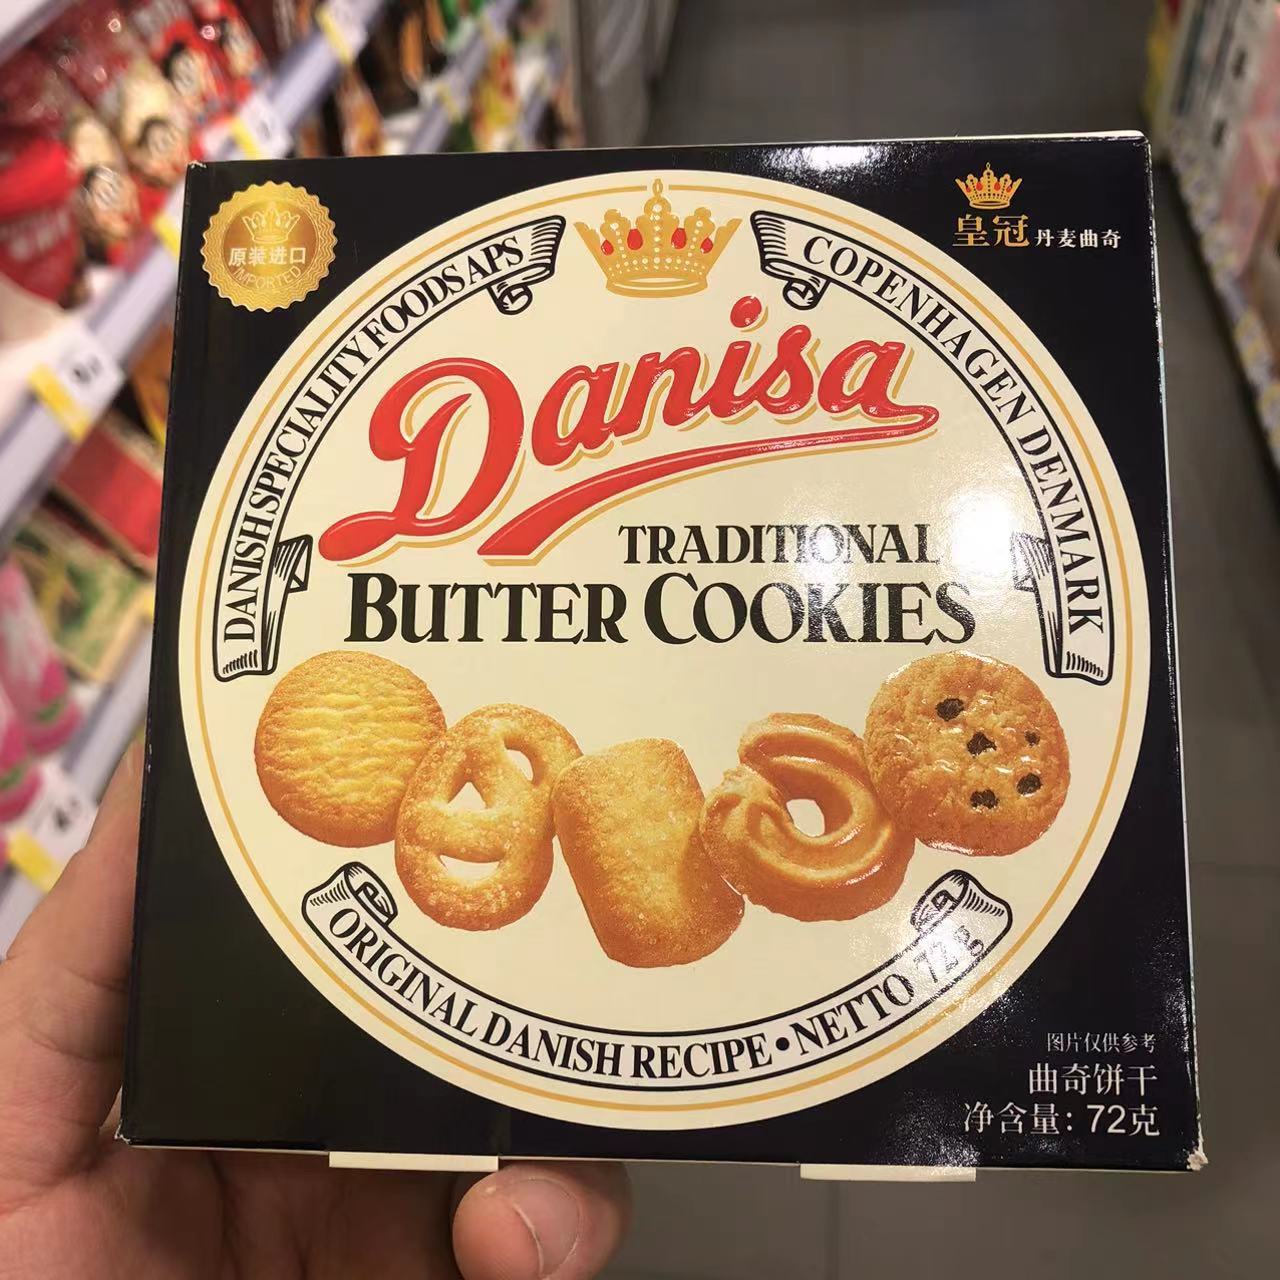 原装进口
IMPORTED
皇冠 丹麦曲奇
DANISH SPECIALITY FOODS APS
COPENHAGEN DENMARK
Danisa
TRADITIONAL
BUTTER COOKIES
ORIGINAL DANISH RECIPE • NETTO 72g
图片仅供参考
曲奇饼干
净含量：72克